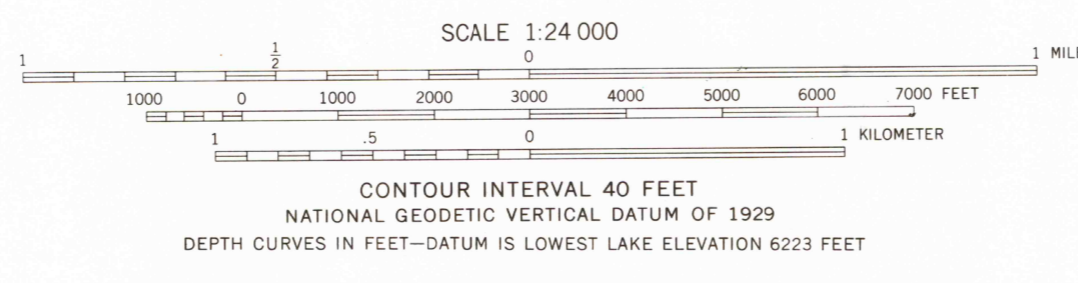 SCALE 1:24 000
1 1/2 0 1 MIL
1000 0 1000 2000 3000 4000 5000 6000 7000 FEET
1 .5 0 1 KILOMETER
CONTOUR INTERVAL 40 FEET
NATIONAL GEODETIC VERTICAL DATUM OF 1929
DEPTH CURVES IN FEET—DATUM IS LOWEST LAKE ELEVATION 6223 FEET